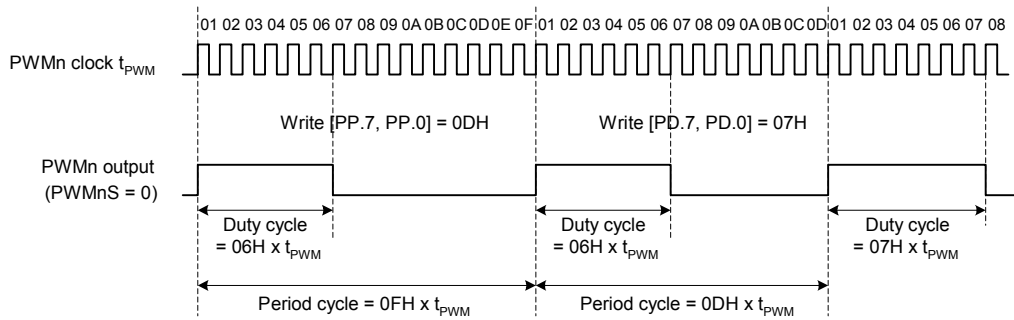 01 02 03 04 05 06 07 08 09 0A 0B 0C 0D 0E 0F 01 02 03 04 05 06 07 08 09 0A 0B 0C 0D 01 02 03 04 05 06 07 08
PWMn clock tPWM
Write [PP.7, PP.0] = 0DH Write [PD.7, PD.0] = 07H
PWMn output
(PWMnS = 0)
Duty cycle
= 06H x tPWM
Duty cycle
= 06H x tPWM
Duty cycle
= 07H x tPWM
Period cycle = 0FH x tPWM
Period cycle = 0DH x tPWM